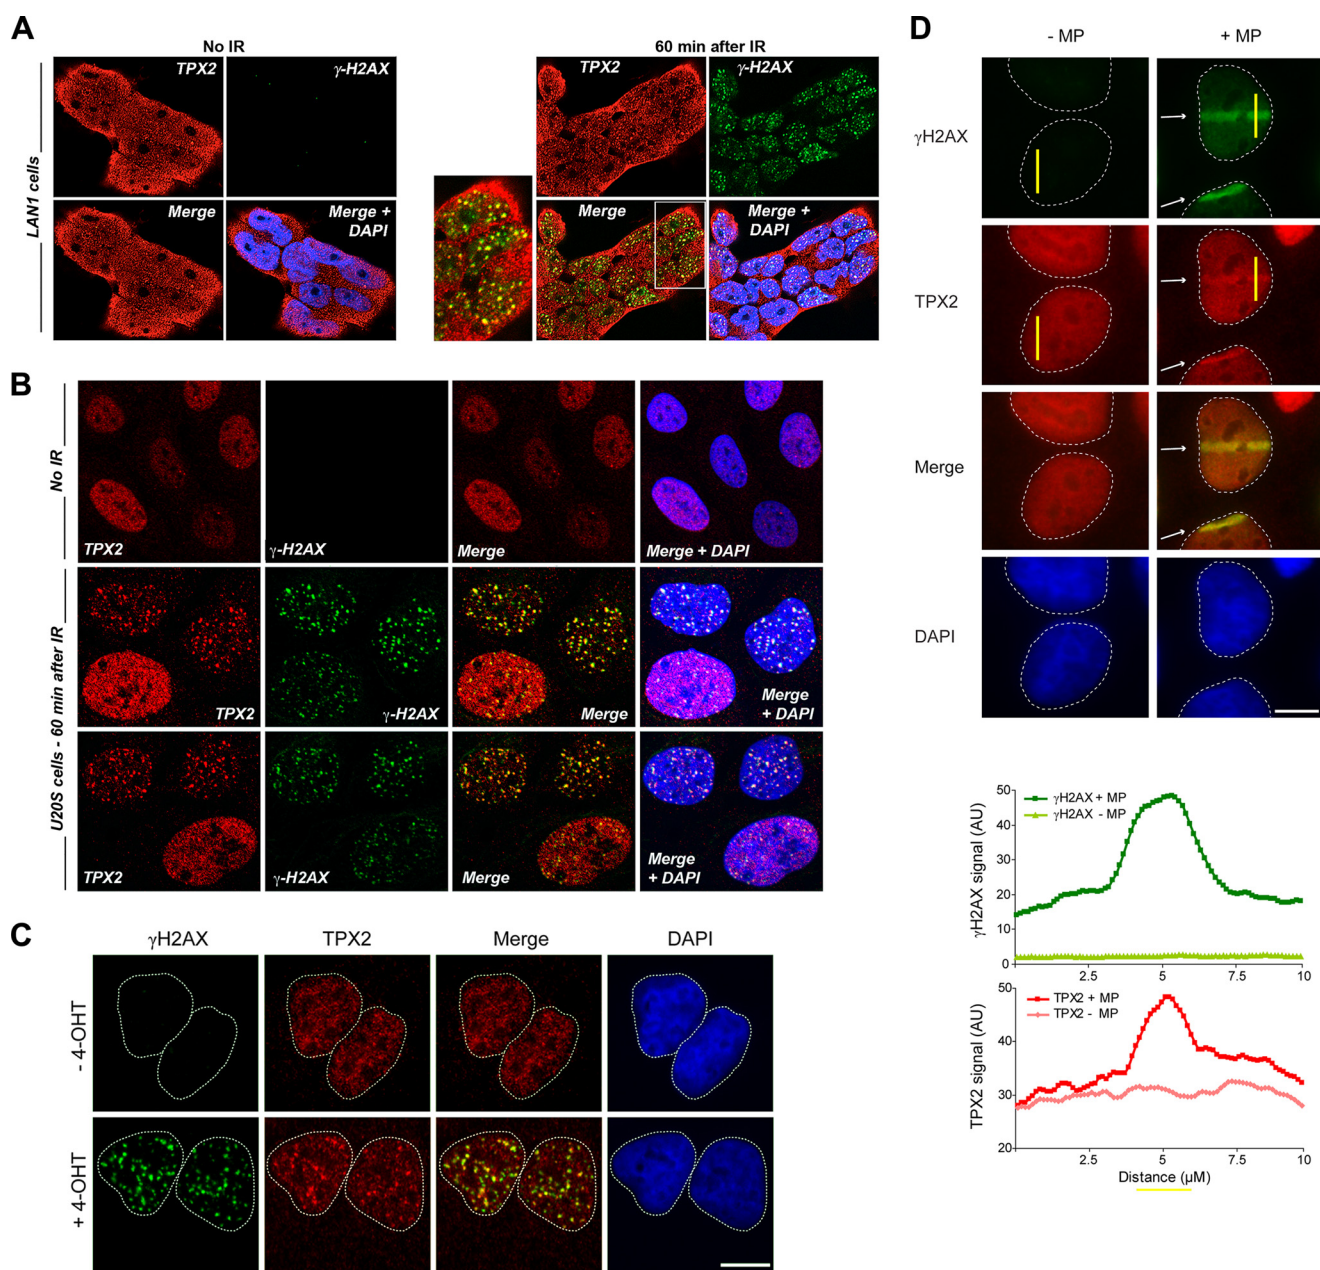 A
No IR
60 min after IR
LAN1 cells
TPX2
γ-H2AX
Merge
Merge +
DAPI
TPX2
γ-H2AX
Merge
Merge +
DAPI
B
No IR
TPX2
γ-H2AX
Merge
Merge + DAPI
U20S cells - 60 min after IR
TPX2
γ-H2AX
Merge
Merge
+ DAPI
TPX2
γ-H2AX
Merge
Merge
+ DAPI
C
γH2AX
TPX2
Merge
DAPI
- 4-OHT
+ 4-OHT
D
- MP
+ MP
γH2AX
TPX2
Merge
DAPI
γH2AX signal (AU)
50
40
30
20
10
0
γH2AX + MP
γH2AX - MP
2.5
5
7.5
10
TPX2 signal (AU)
50
40
30
20
TPX2 + MP
TPX2 - MP
2.5
5
7.5
10
Distance (µM)